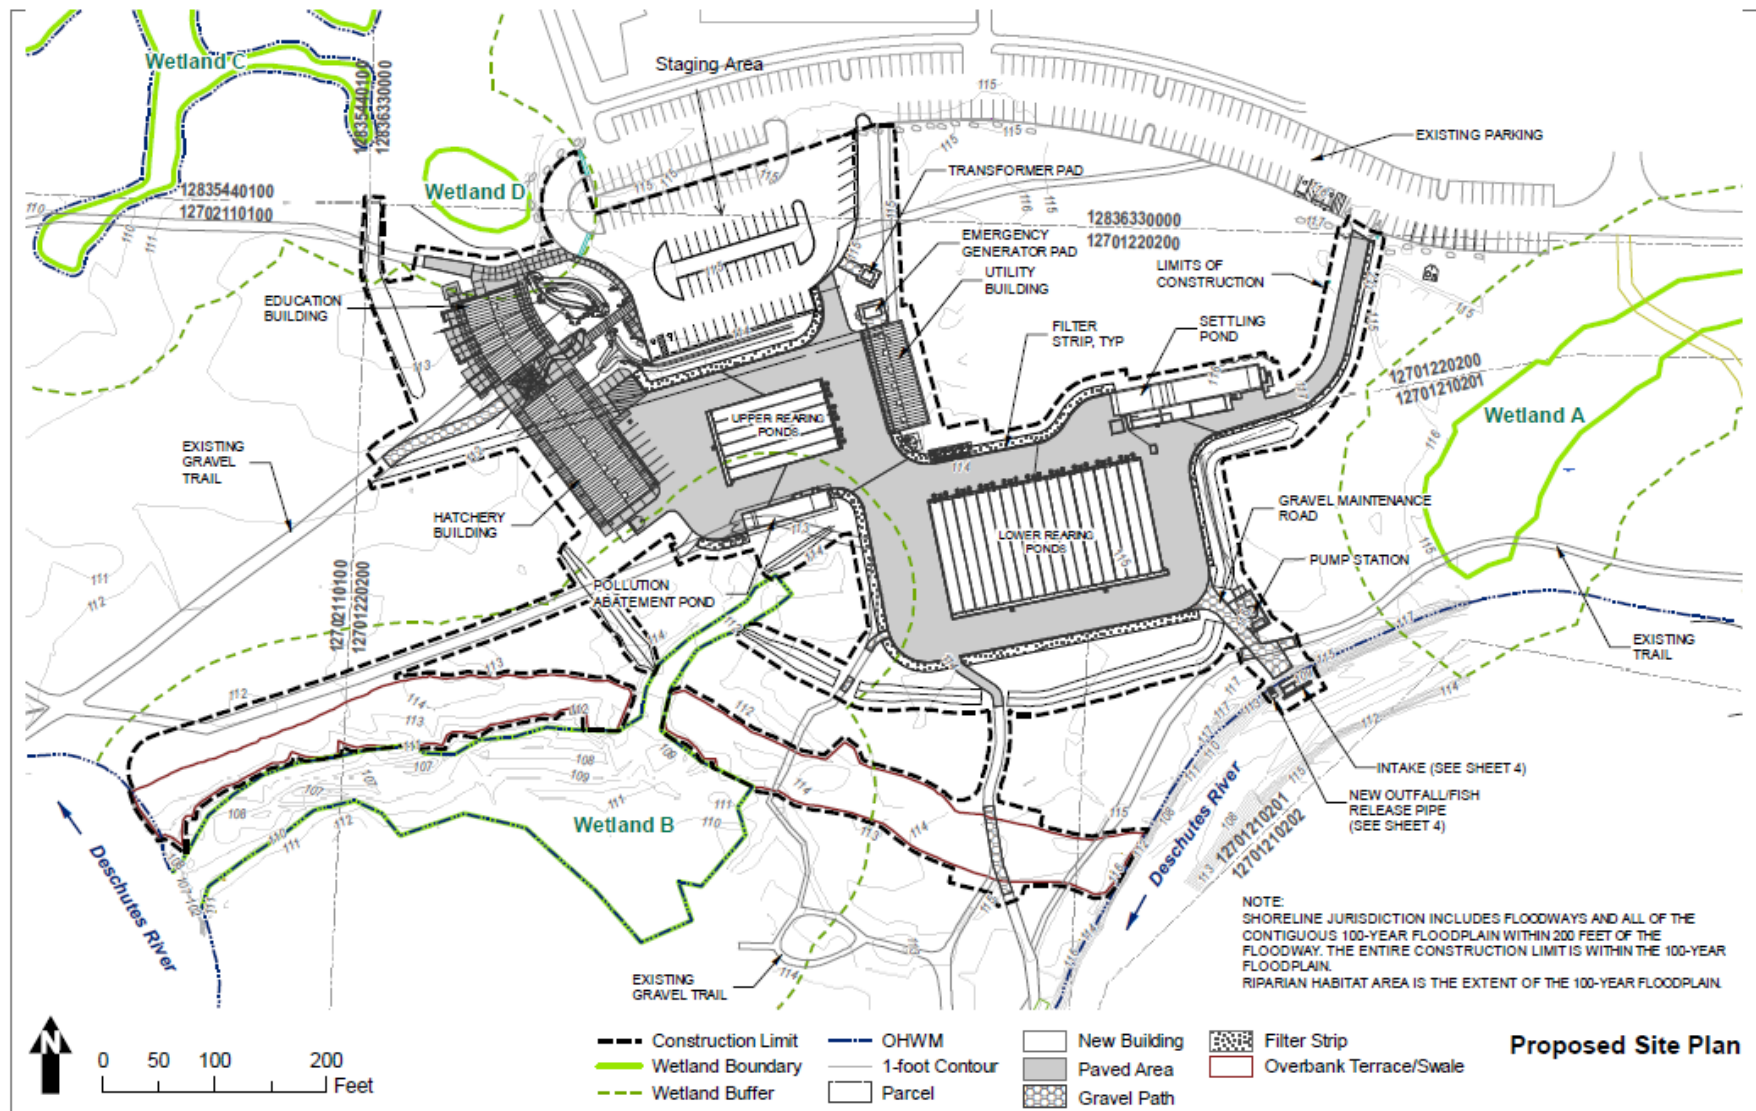 Wetland C
Staging Area
12835440100
12836330000
115
EXISTING PARKING
Wetland D
TRANSFORMER PAD
12835440100
12702110100
12836330000
12701220200
EMERGENCY
GENERATOR PAD
UTILITY
BUILDING
LIMITS OF
CONSTRUCTION
EDUCATION
BUILDING
FILTER
STRIP, TYP
SETTLING
POND
12701220200
12701210201
Wetland A
UPPER REARING
PONDS
EXISTING
GRAVEL
TRAIL
HATCHERY
BUILDING
LOWER REARING
PONDS
GRAVEL MAINTENANCE
ROAD
PUMP STATION
POLLUTION
ABATEMENT POND
12702110100
12701220200
EXISTING
TRAIL
INTAKE (SEE SHEET 4)
NEW OUTFALL/FISH
RELEASE PIPE
(SEE SHEET 4)
Wetland B
Deschutes River
Deschutes River
12701210201
12701210202
EXISTING
GRAVEL TRAIL
NOTE:
SHORELINE JURISDICTION INCLUDES FLOODWAYS AND ALL OF THE
CONTIGUOUS 100-YEAR FLOODPLAIN WITHIN 200 FEET OF THE
FLOODWAY. THE ENTIRE CONSTRUCTION LIMIT IS WITHIN THE 100-YEAR
FLOODPLAIN.
RIPARIAN HABITAT AREA IS THE EXTENT OF THE 100-YEAR FLOODPLAIN.
N
0 50 100 200
Feet
Construction Limit
Wetland Boundary
Wetland Buffer
OHWM
1-foot Contour
Parcel
New Building
Paved Area
Gravel Path
Filter Strip
Overbank Terrace/Swale
Proposed Site Plan